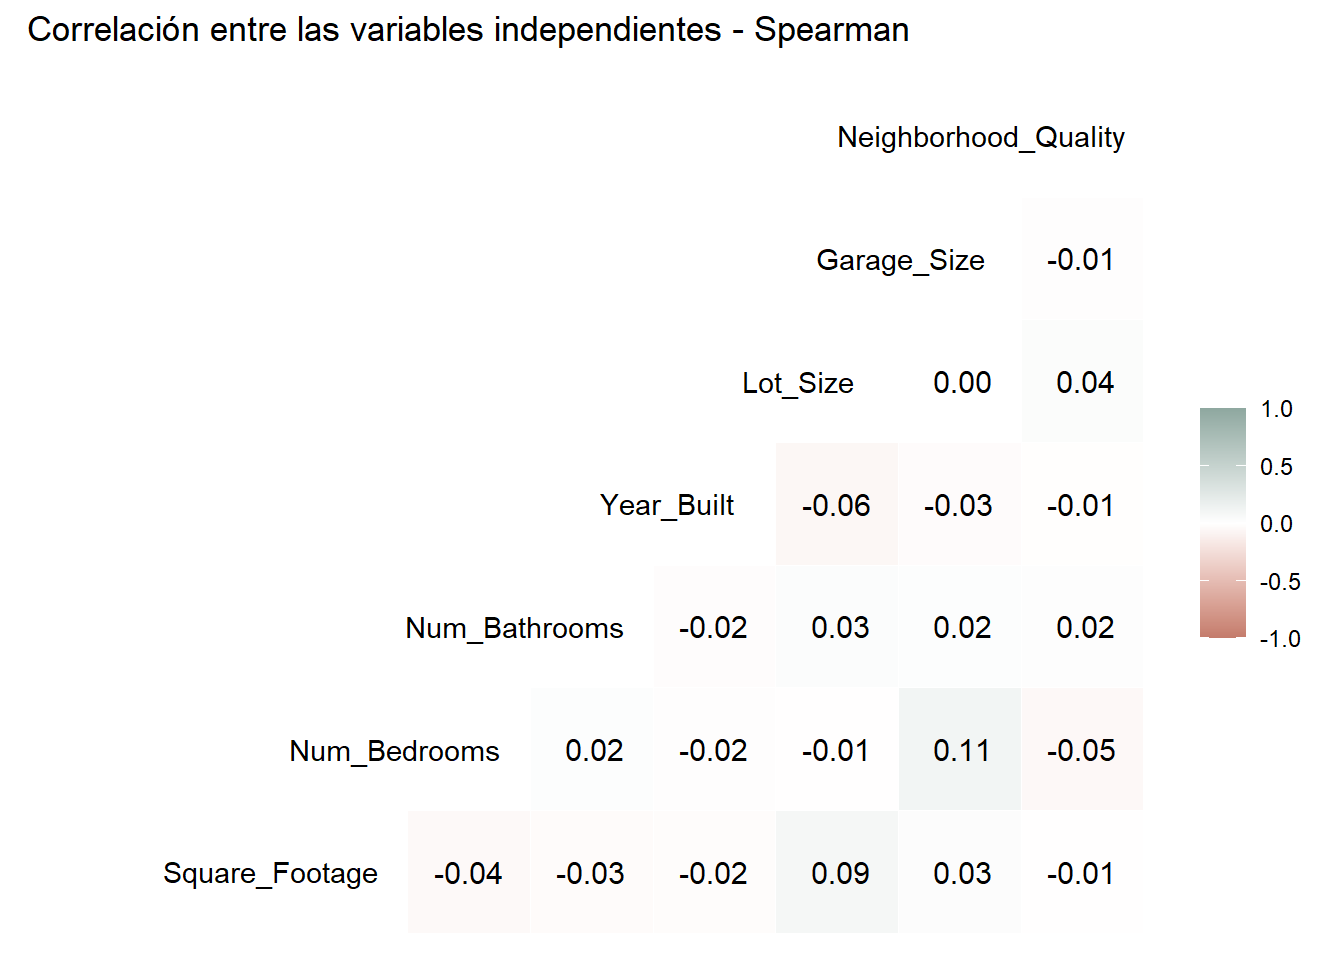 Correlación entre las variables independientes - Spearman
Neighborhood_Quality
Garage_Size -0.01
Lot_Size 0.00 0.04
Year_Built -0.06 -0.03 -0.01
Num_Bathrooms -0.02 0.03 0.02 0.02
Num_Bedrooms 0.02 -0.02 -0.01 0.11 -0.05
Square_Footage -0.04 -0.03 -0.02 0.09 0.03 -0.01
1.0
0.5
0.0
-0.5
-1.0